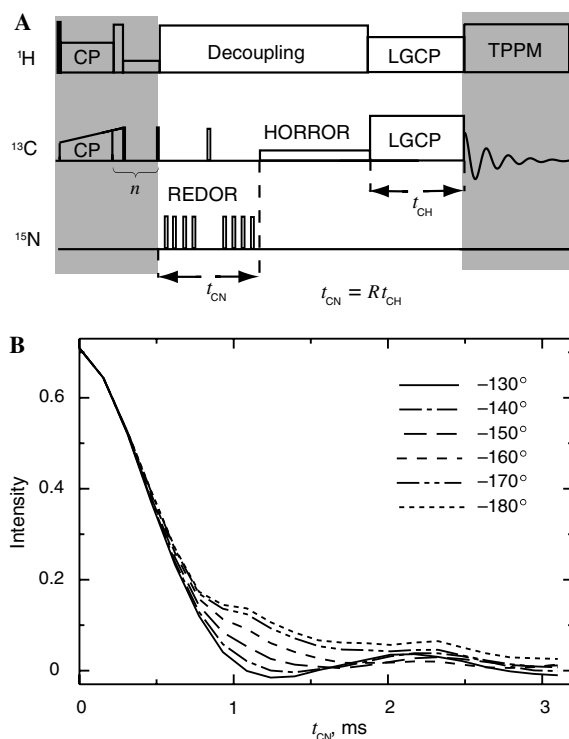 A
¹H
CP
Decoupling
LGCP
TPPM
¹³C
CP
HORROR
LGCP
n
REDOR
t_CH
¹⁵N
t_CN
t_CN = Rt_CH
B
Intensity
0.6
0.4
0.2
0
−130°
−140°
−150°
−160°
−170°
−180°
0 1 2 3
t_CN, ms